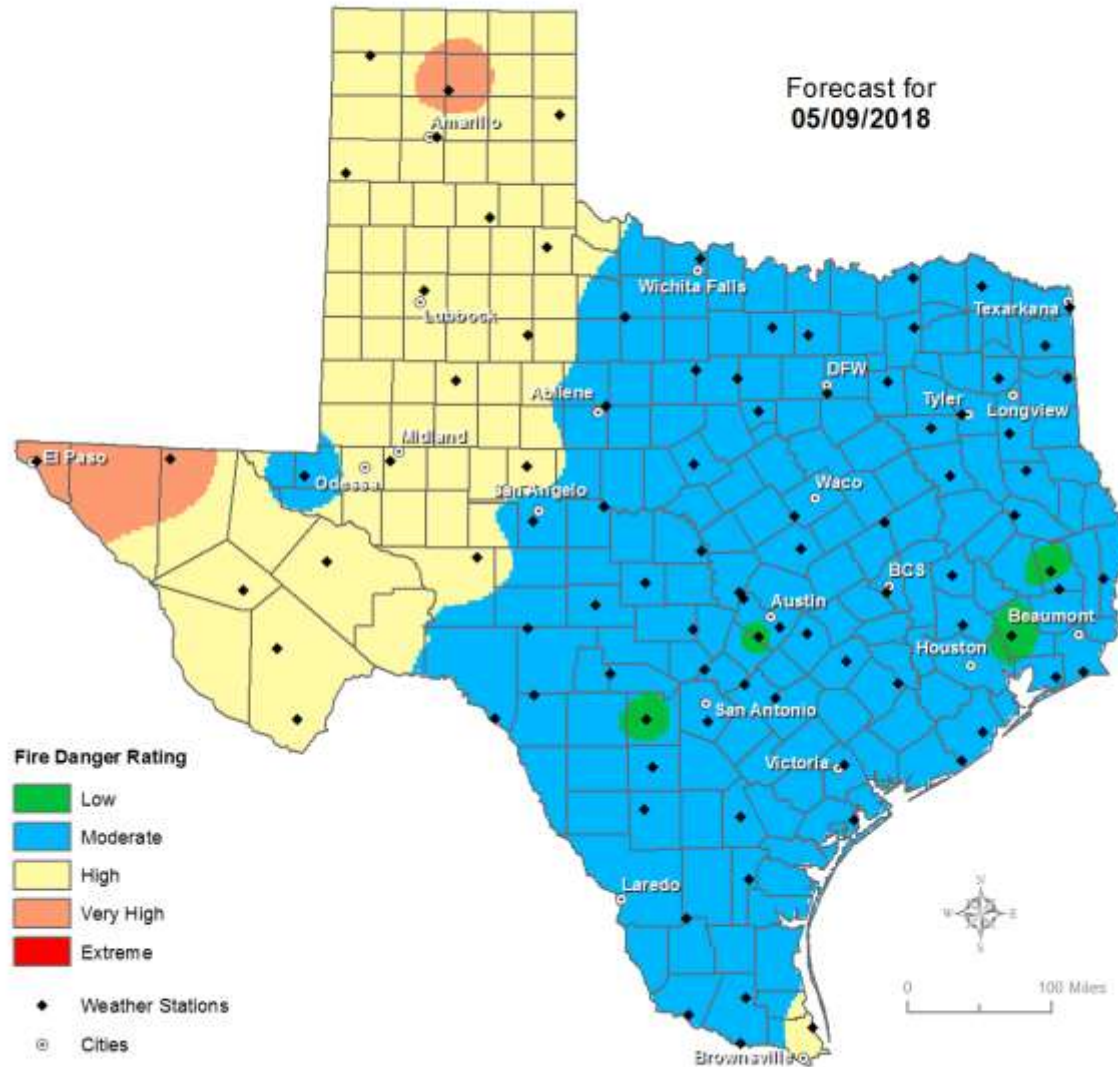 Forecast for
05/09/2018
Amarillo
Wichita Falls
Texarkana
Lubbock
DFW
Abilene
Tyler
Longview
Midland
El Paso
Odessa
San Angelo
Waco
BCS
Austin
Beaumont
Houston
San Antonio
Victoria
Laredo
Brownsville
Fire Danger Rating
Low
Moderate
High
Very High
Extreme
Weather Stations
Cities
N
W E
S
0 100 Miles